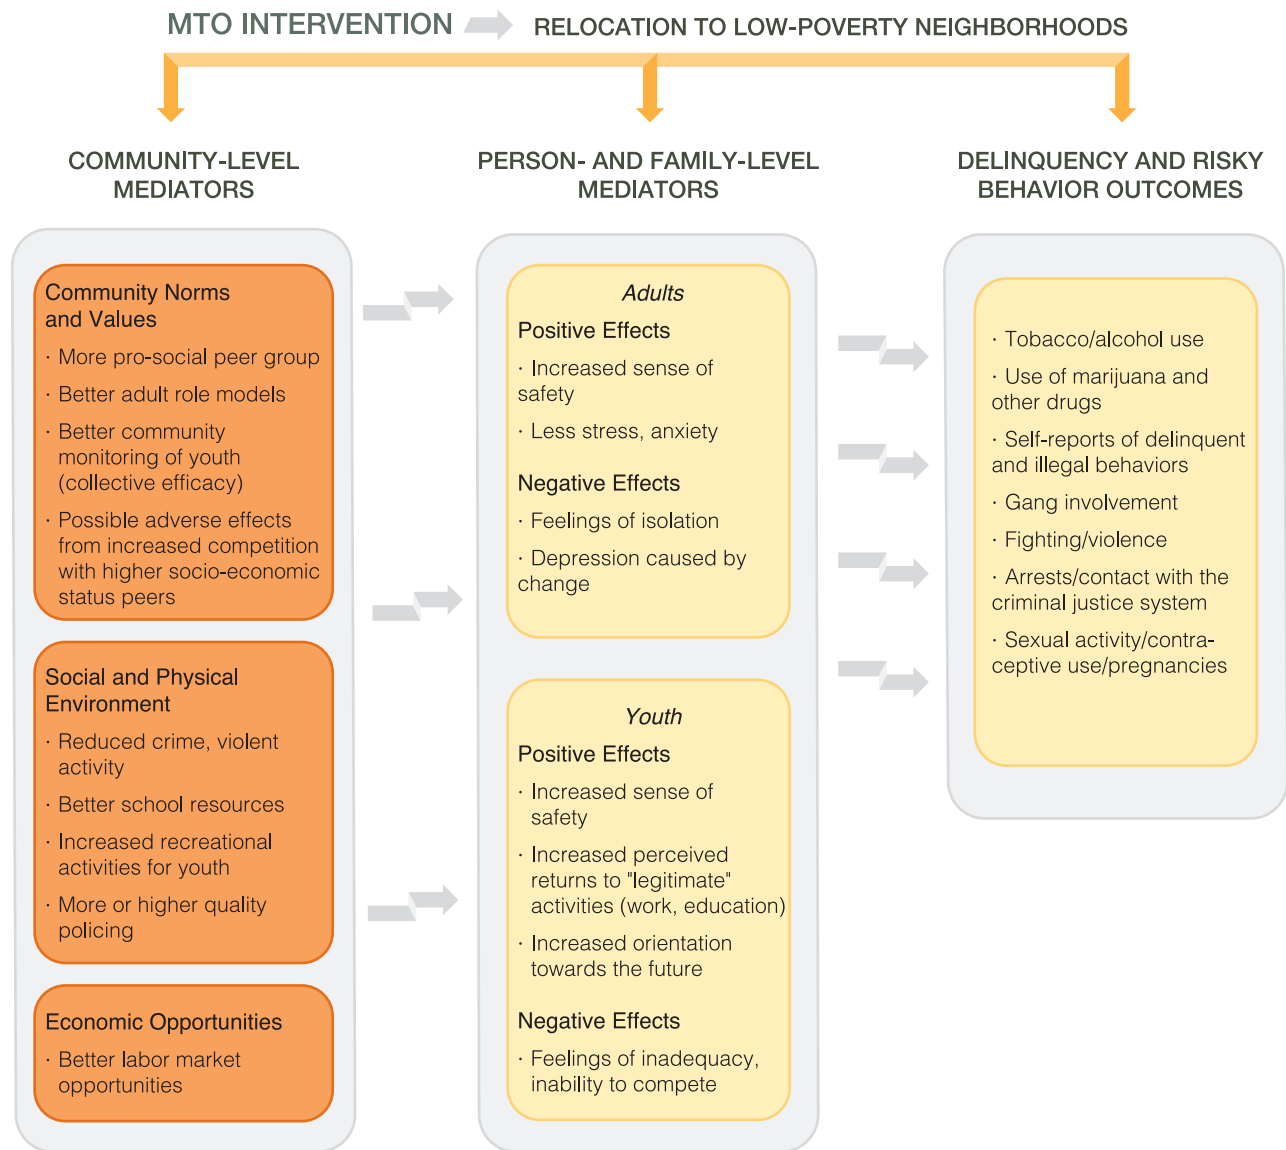 MTO INTERVENTION
RELOCATION TO LOW-POVERTY NEIGHBORHOODS
COMMUNITY-LEVEL
MEDIATORS
Community Norms
and Values
· More pro-social peer group
· Better adult role models
· Better community
monitoring of youth
(collective efficacy)
· Possible adverse effects
from increased competition
with higher socio-economic
status peers
Social and Physical
Environment
· Reduced crime, violent
activity
· Better school resources
· Increased recreational
activities for youth
· More or higher quality
policing
Economic Opportunities
· Better labor market
opportunities
PERSON- AND FAMILY-LEVEL
MEDIATORS
Adults
Positive Effects
· Increased sense of
safety
· Less stress, anxiety
Negative Effects
· Feelings of isolation
· Depression caused by
change
Youth
Positive Effects
· Increased sense of
safety
· Increased perceived
returns to "legitimate"
activities (work, education)
· Increased orientation
towards the future
Negative Effects
· Feelings of inadequacy,
inability to compete
DELINQUENCY AND RISKY
BEHAVIOR OUTCOMES
· Tobacco/alcohol use
· Use of marijuana and
other drugs
· Self-reports of delinquent
and illegal behaviors
· Gang involvement
· Fighting/violence
· Arrests/contact with the
criminal justice system
· Sexual activity/contra-
ceptive use/pregnancies